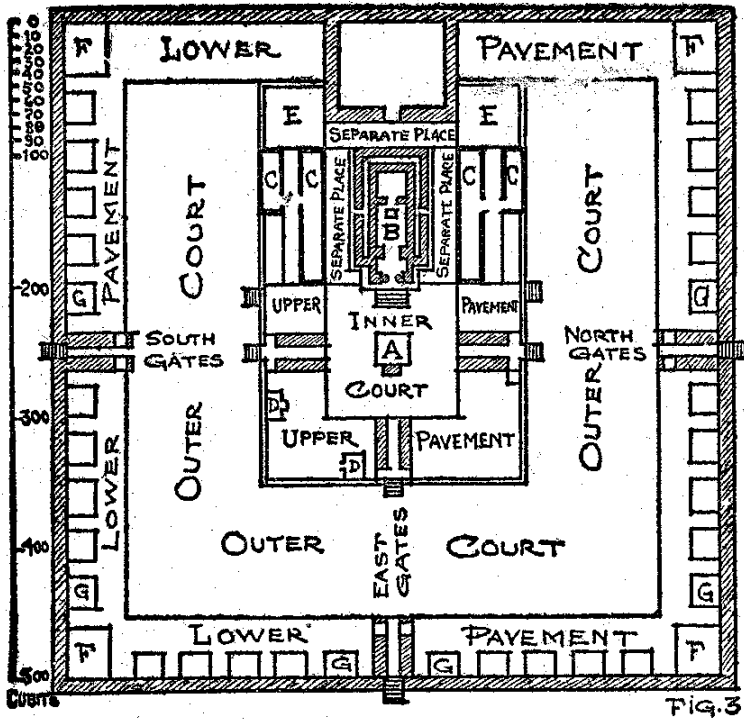 0
10
20
30
40
50
60
70
80
90
100
200
300
400
500
CUBITS
F
LOWER
PAVEMENT
F
E
E
SEPARATE PLACE
PAVEMENT
COURT
C
C
SEPARATE PLACE
B
SEPARATE PLACE
C
C
COURT
G
UPPER
PAVEMENT
G
INNER
SOUTH
GATES
A
NORTH
GATES
COURT
D
OUTER
UPPER
PAVEMENT
OUTER
D
LOWER
OUTER
EAST
GATES
COURT
G
G
F
LOWER
PAVEMENT
F
G
G
FIG.3